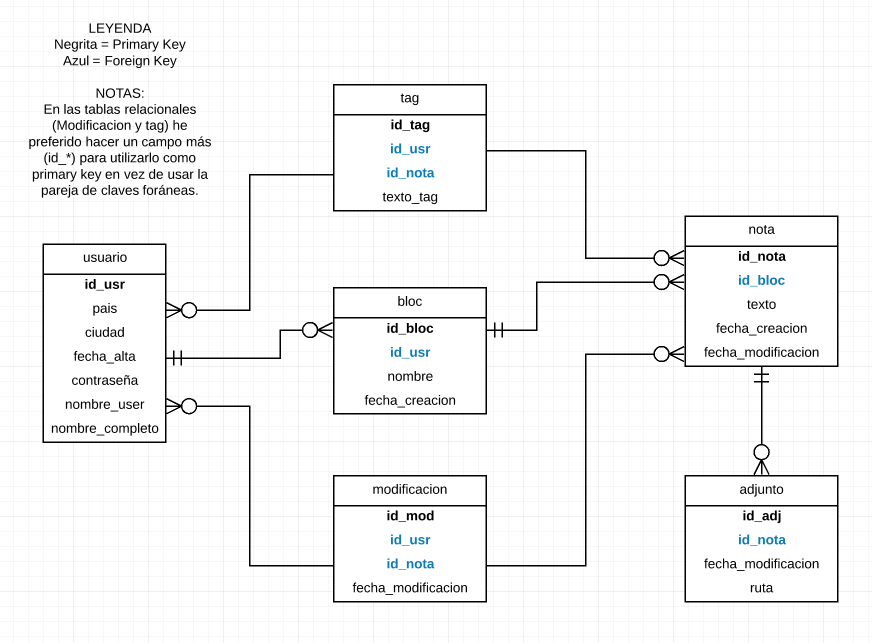 LEYENDA
Negrita = Primary Key
Azul = Foreign Key
NOTAS:
En las tablas relacionales
(Modificacion y tag) he
preferido hacer un campo más
(id_*) para utilizarlo como
primary key en vez de usar la
pareja de claves foráneas.
tag
id_tag
id_usr
id_nota
texto_tag
usuario
id_usr
pais
ciudad
fecha_alta
contraseña
nombre_user
nombre_completo
bloc
id_bloc
id_usr
nombre
fecha_creacion
nota
id_nota
id_bloc
texto
fecha_creacion
fecha_modificacion
modificacion
id_mod
id_usr
id_nota
fecha_modificacion
adjunto
id_adj
id_nota
fecha_modificacion
ruta